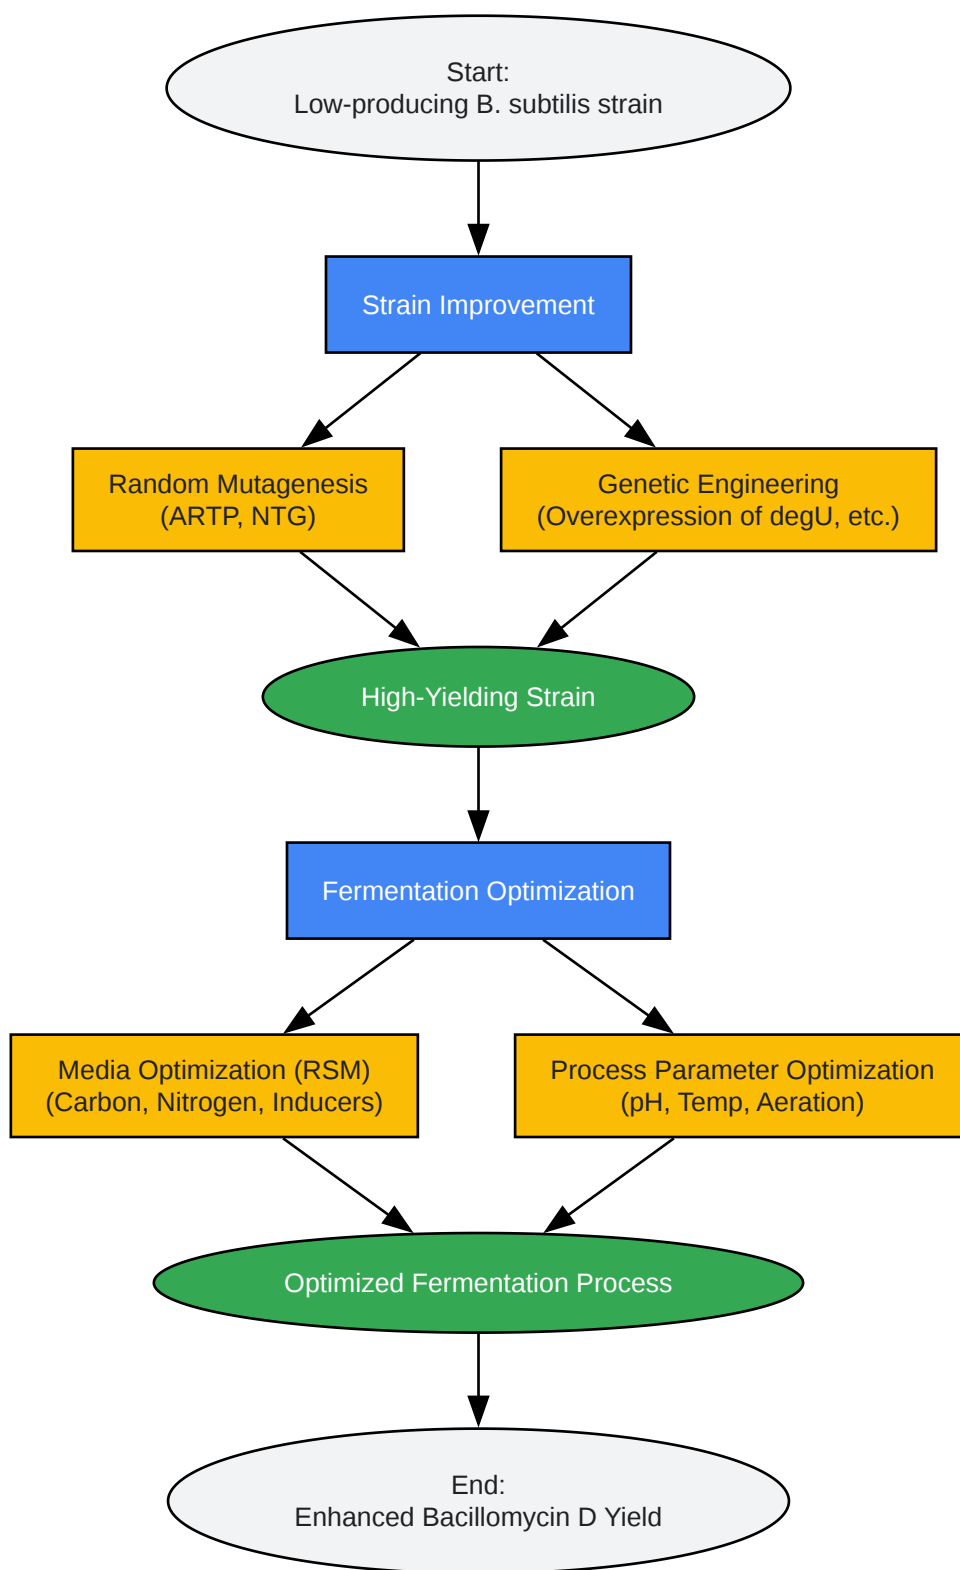 Start:
Low-producing B. subtilis strain
Strain Improvement
Random Mutagenesis
(ARTP, NTG)
Genetic Engineering
(Overexpression of degU, etc.)
High-Yielding Strain
Fermentation Optimization
Media Optimization (RSM)
(Carbon, Nitrogen, Inducers)
Process Parameter Optimization
(pH, Temp, Aeration)
Optimized Fermentation Process
End:
Enhanced Bacillomycin D Yield